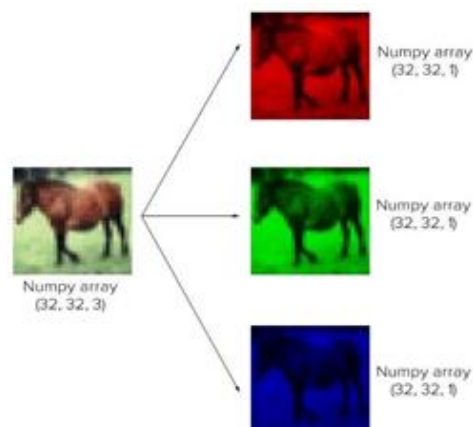 Numpy array
(32, 32, 1)
Numpy array
(32, 32, 1)
Numpy array
(32, 32, 3)
Numpy array
(32, 32, 1)